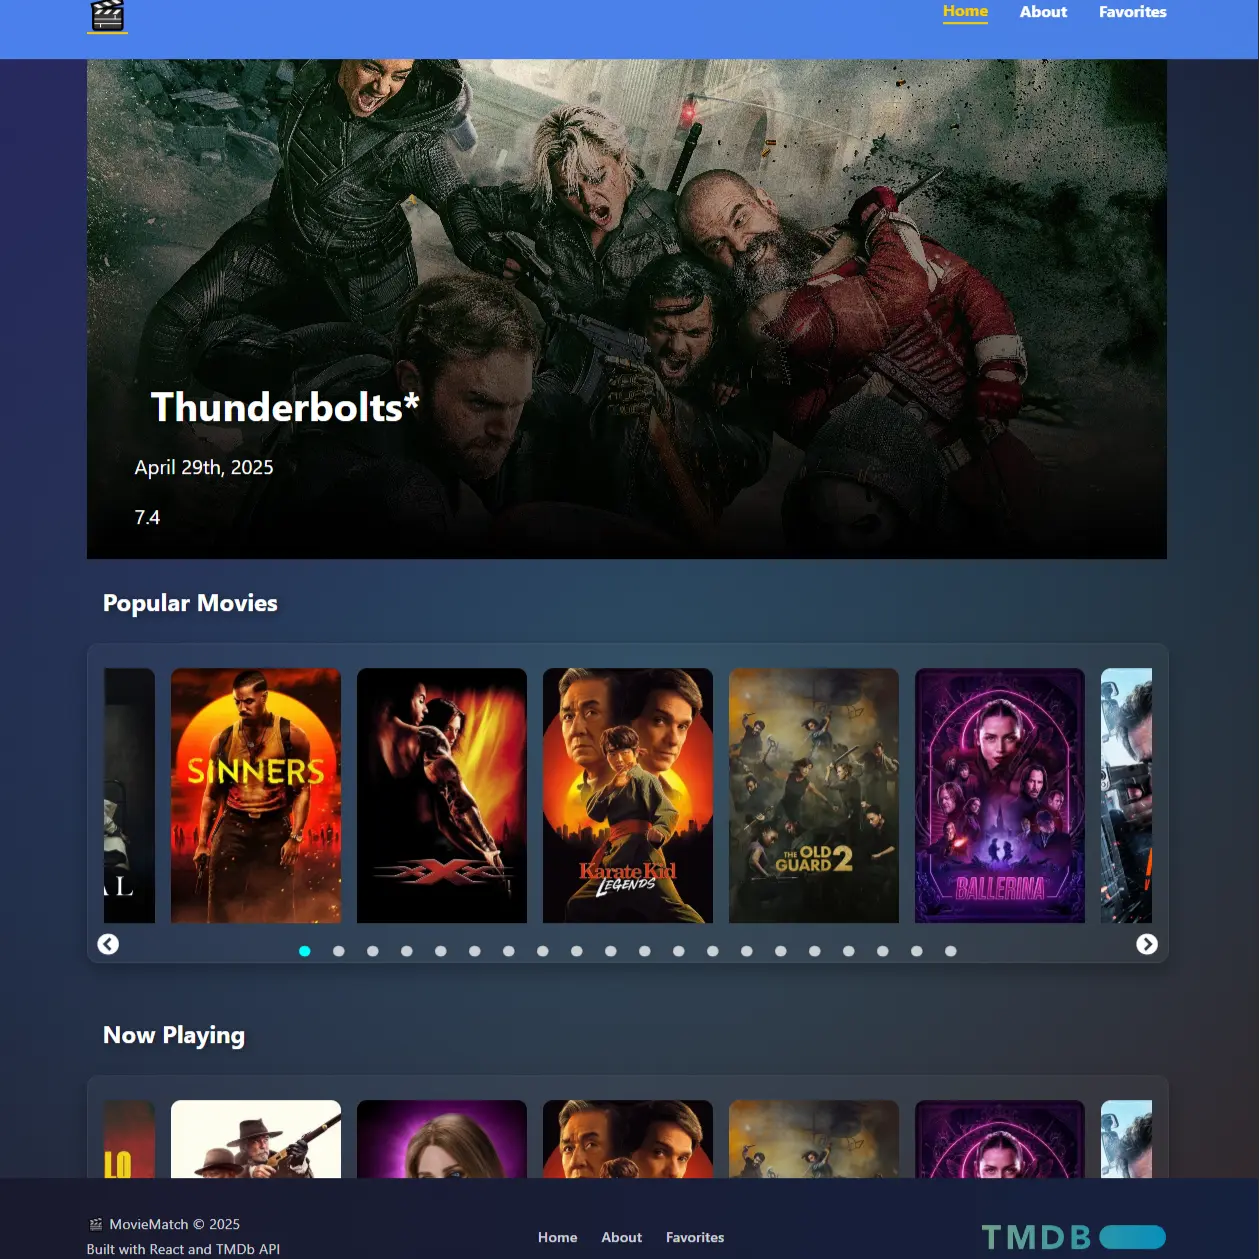 Home About Favorites
Thunderbolts*
April 29th, 2025
7.4
Popular Movies
AL
SINNERS
xXx
Karate Kid
LEGENDS
THE OLD
GUARD 2
BALLERINA
Now Playing
LO
MovieMatch © 2025
Built with React and TMDb API
Home About Favorites
TMDB